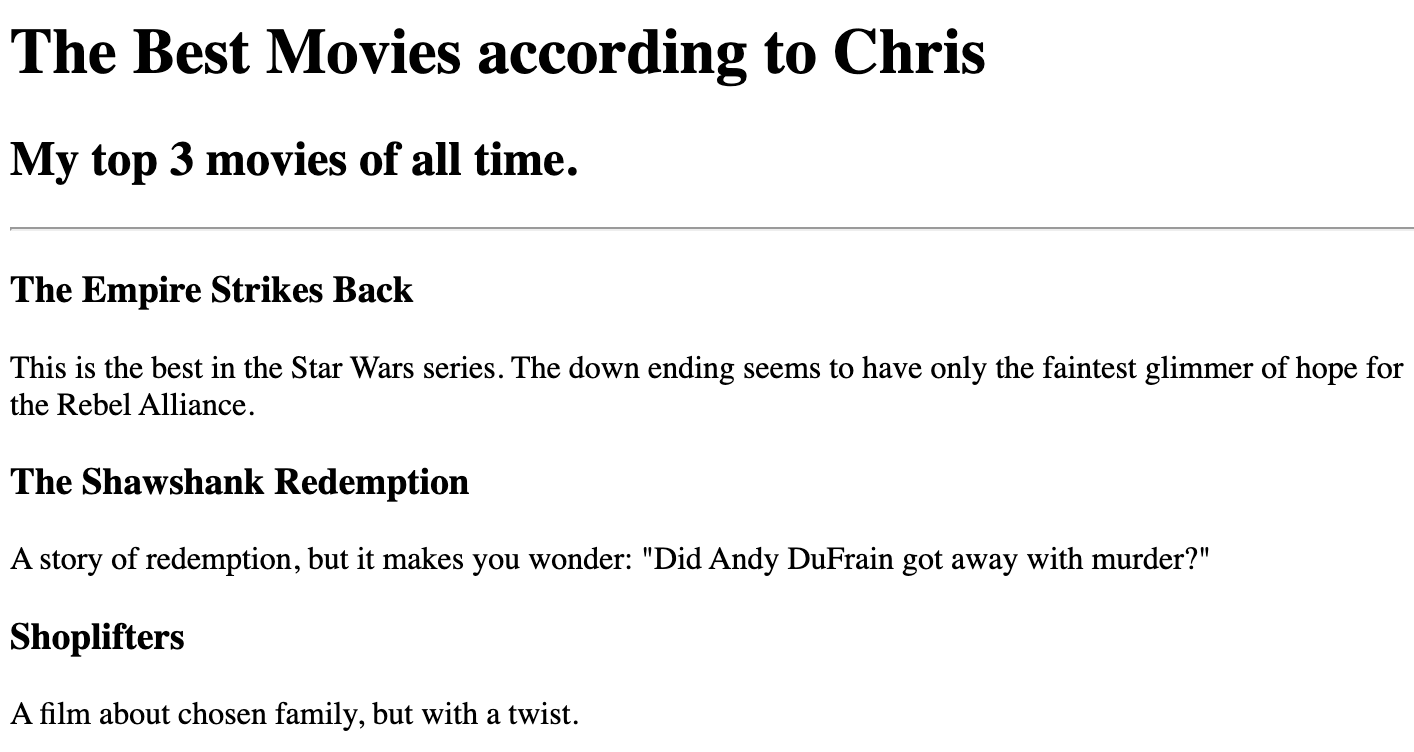 The Best Movies according to Chris
My top 3 movies of all time.
The Empire Strikes Back
This is the best in the Star Wars series. The down ending seems to have only the faintest glimmer of hope for
the Rebel Alliance.
The Shawshank Redemption
A story of redemption, but it makes you wonder: "Did Andy DuFrain got away with murder?"
Shoplifters
A film about chosen family, but with a twist.